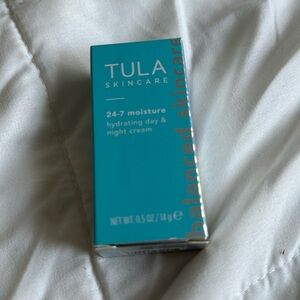 TULA
SKINCARE
24-7 moisture
hydrating day &
night cream
NET WT. 0.5 OZ / 14 g ℮
balanced skincare